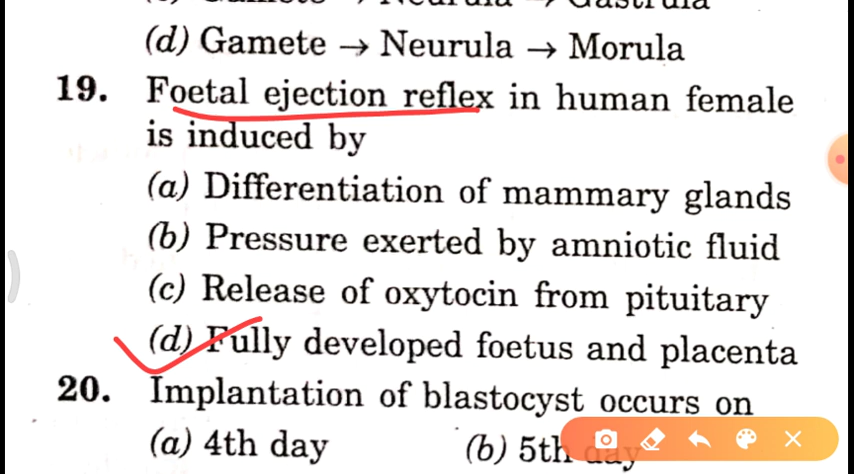 (d) Gamete → Neurula → Morula
19. Foetal ejection reflex in human female
is induced by
(a) Differentiation of mammary glands
(b) Pressure exerted by amniotic fluid
(c) Release of oxytocin from pituitary
(d) Fully developed foetus and placenta
20. Implantation of blastocyst occurs on
(a) 4th day (b) 5th day